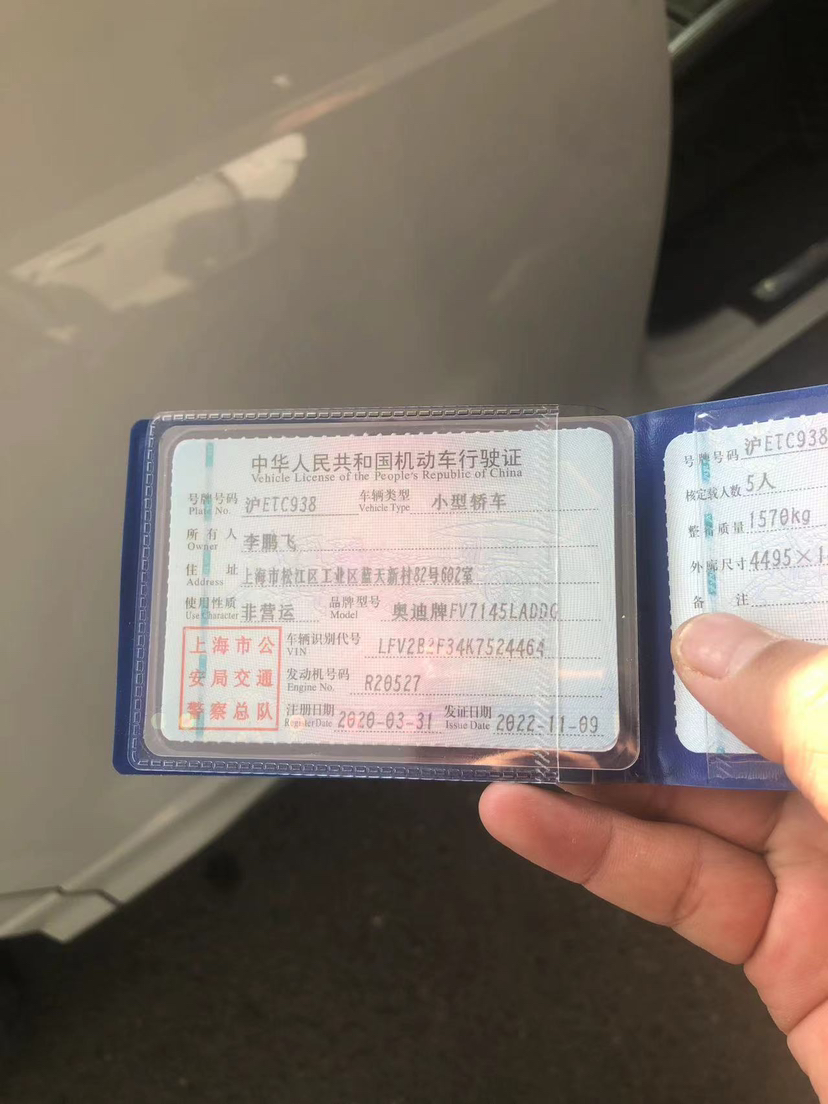 中华人民共和国机动车行驶证
Vehicle License of the People's Republic of China
号牌号码 沪ETC938 车辆类型 小型轿车
Plate No. Vehicle Type
所有人 李鹏飞
Owner
住址 上海市松江区工业区蓝天新村82号602室
Address
使用性质 非营运 品牌型号 奥迪牌FV7145LADDG
Use Character Model
上海市公
安局交通
警察总队
车辆识别代号
VIN
发动机号码 R20527
Engine No.
注册日期 2020-03-31 发证日期 2022-11-09
Register Date Issue Date
号牌号码 沪ETC938
核定载人数 5人
整备质量 1570kg
外廓尺寸 4495×1
备注